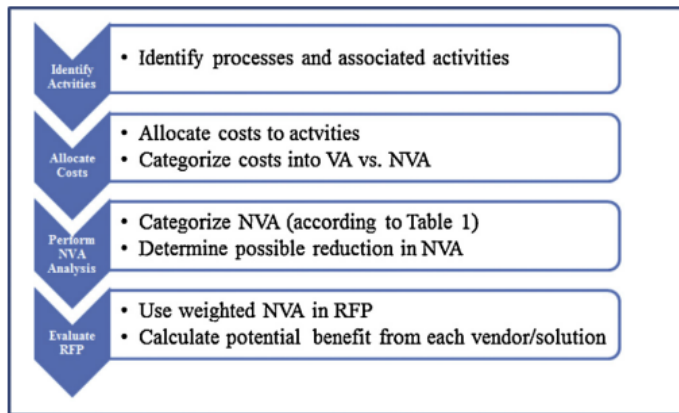 Identify
Actvities
• Identify processes and associated activities
Allocate
Costs
• Allocate costs to actvities
• Categorize costs into VA vs. NVA
Perform
NVA
Analysis
• Categorize NVA (according to Table 1)
• Determine possible reduction in NVA
Evaluate
RFP
• Use weighted NVA in RFP
• Calculate potential benefit from each vendor/solution